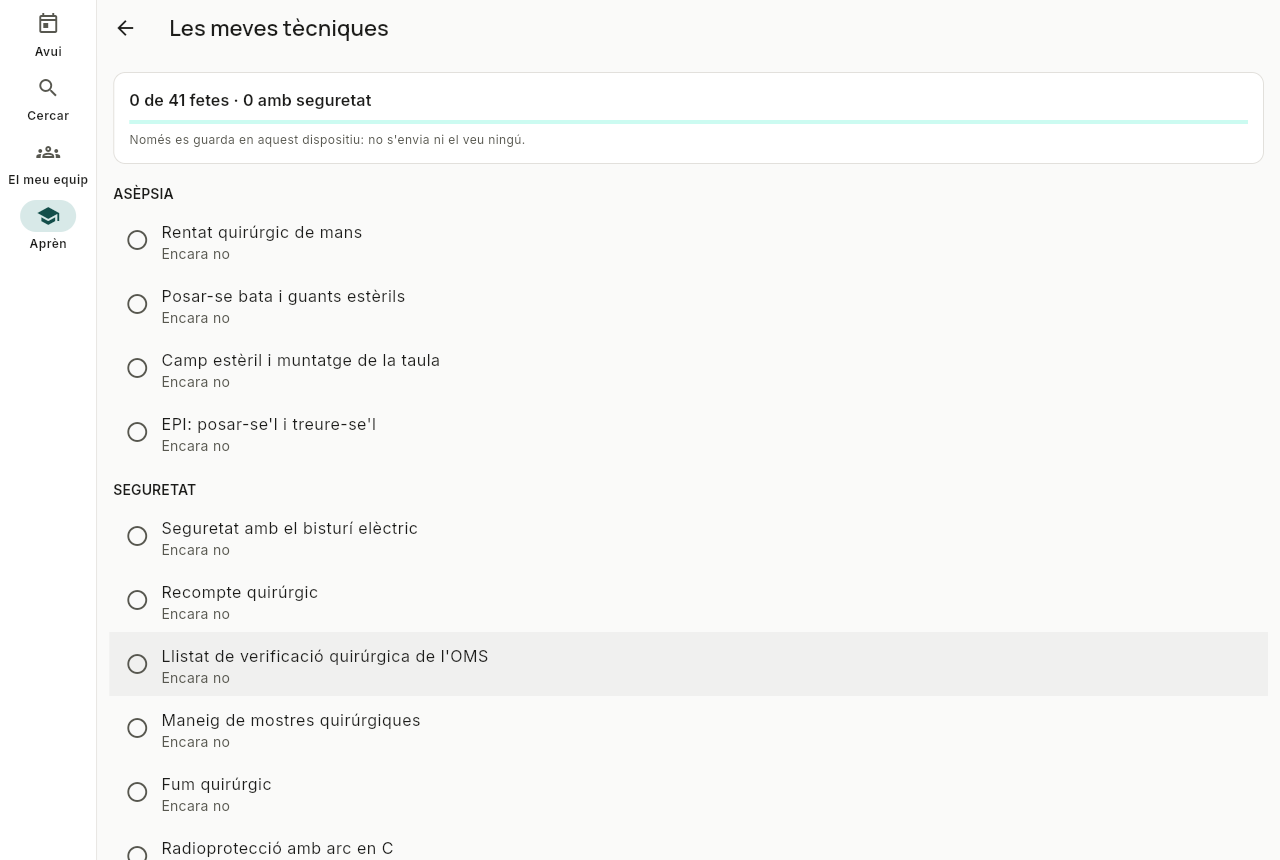 Avui
Cercar
El meu equip
Aprèn
Les meves tècniques
0 de 41 fetes · 0 amb seguretat
Només es guarda en aquest dispositiu: no s'envia ni el veu ningú.
ASÈPSIA
Rentat quirúrgic de mans
Encara no
Posar-se bata i guants estèrils
Encara no
Camp estèril i muntatge de la taula
Encara no
EPI: posar-se'l i treure-se'l
Encara no
SEGURETAT
Seguretat amb el bisturí elèctric
Encara no
Recompte quirúrgic
Encara no
Llistat de verificació quirúrgica de l'OMS
Encara no
Maneig de mostres quirúrgiques
Encara no
Fum quirúrgic
Encara no
Radioprotecció amb arc en C